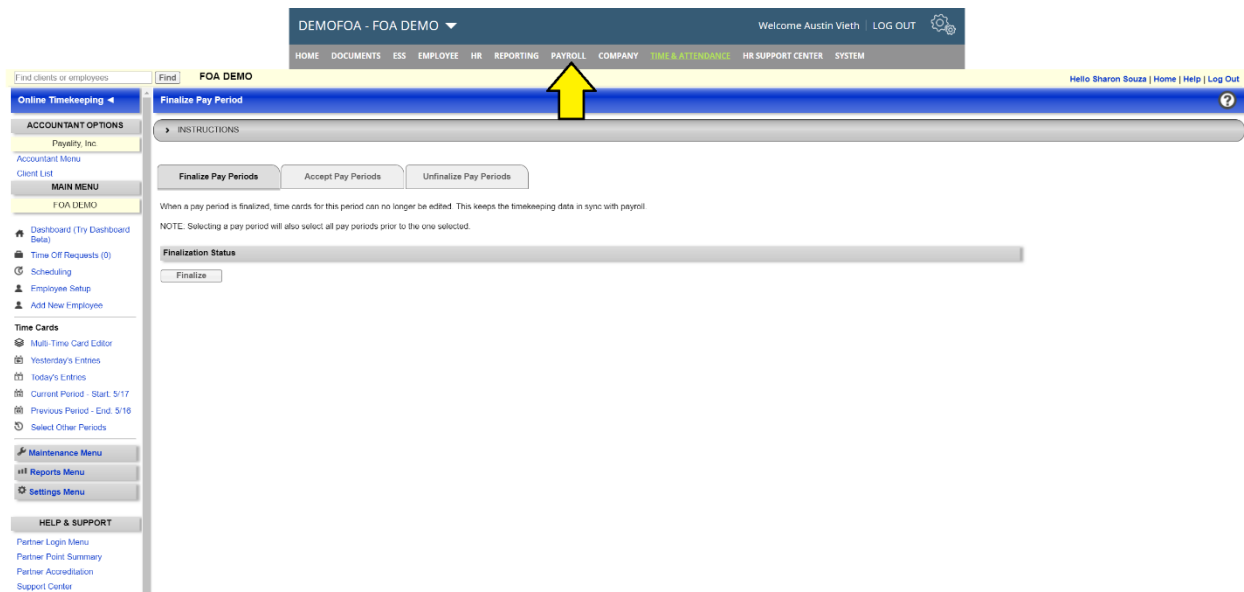 DEMOFOA - FOA DEMO
Welcome Austin Vieth | LOG OUT
HOME DOCUMENTS ESS EMPLOYEE HR REPORTING PAYROLL COMPANY TIME & ATTENDANCE HR SUPPORT CENTER SYSTEM
Find clients or employees Find FOA DEMO
Hello Sharon Souza | Home | Help | Log Out
Online Timekeeping
Finalize Pay Period
?
ACCOUNTANT OPTIONS
Payality, Inc.
Accountant Menu
Client List
MAIN MENU
FOA DEMO
Dashboard (Try Dashboard
Beta)
Time Off Requests (0)
Scheduling
Employee Setup
Add New Employee
Time Cards
Multi-Time Card Editor
Yesterday's Entries
Today's Entries
Current Period - Start: 5/17
Previous Period - End: 5/16
Select Other Periods
Maintenance Menu
Reports Menu
Settings Menu
HELP & SUPPORT
Partner Login Menu
Partner Point Summary
Partner Accreditation
Support Center
INSTRUCTIONS
Finalize Pay Periods Accept Pay Periods Unfinalize Pay Periods
When a pay period is finalized, time cards for this period can no longer be edited. This keeps the timekeeping data in sync with payroll.
NOTE: Selecting a pay period will also select all pay periods prior to the one selected.
Finalization Status
Finalize